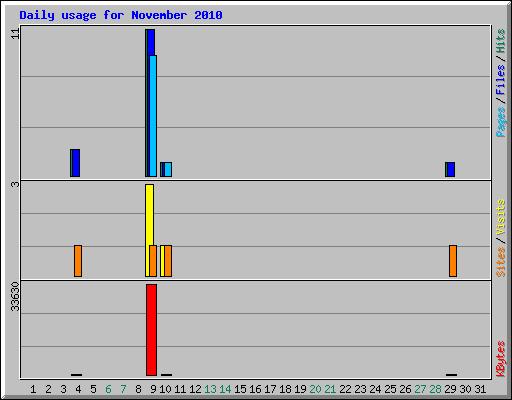 Daily usage for November 2010
11
Pages / Files / Hits
3
Sites / Visits
33630
KBytes
1 2 3 4 5 6 7 8 9 10 11 12 13 14 15 16 17 18 19 20 21 22 23 24 25 26 27 28 29 30 31